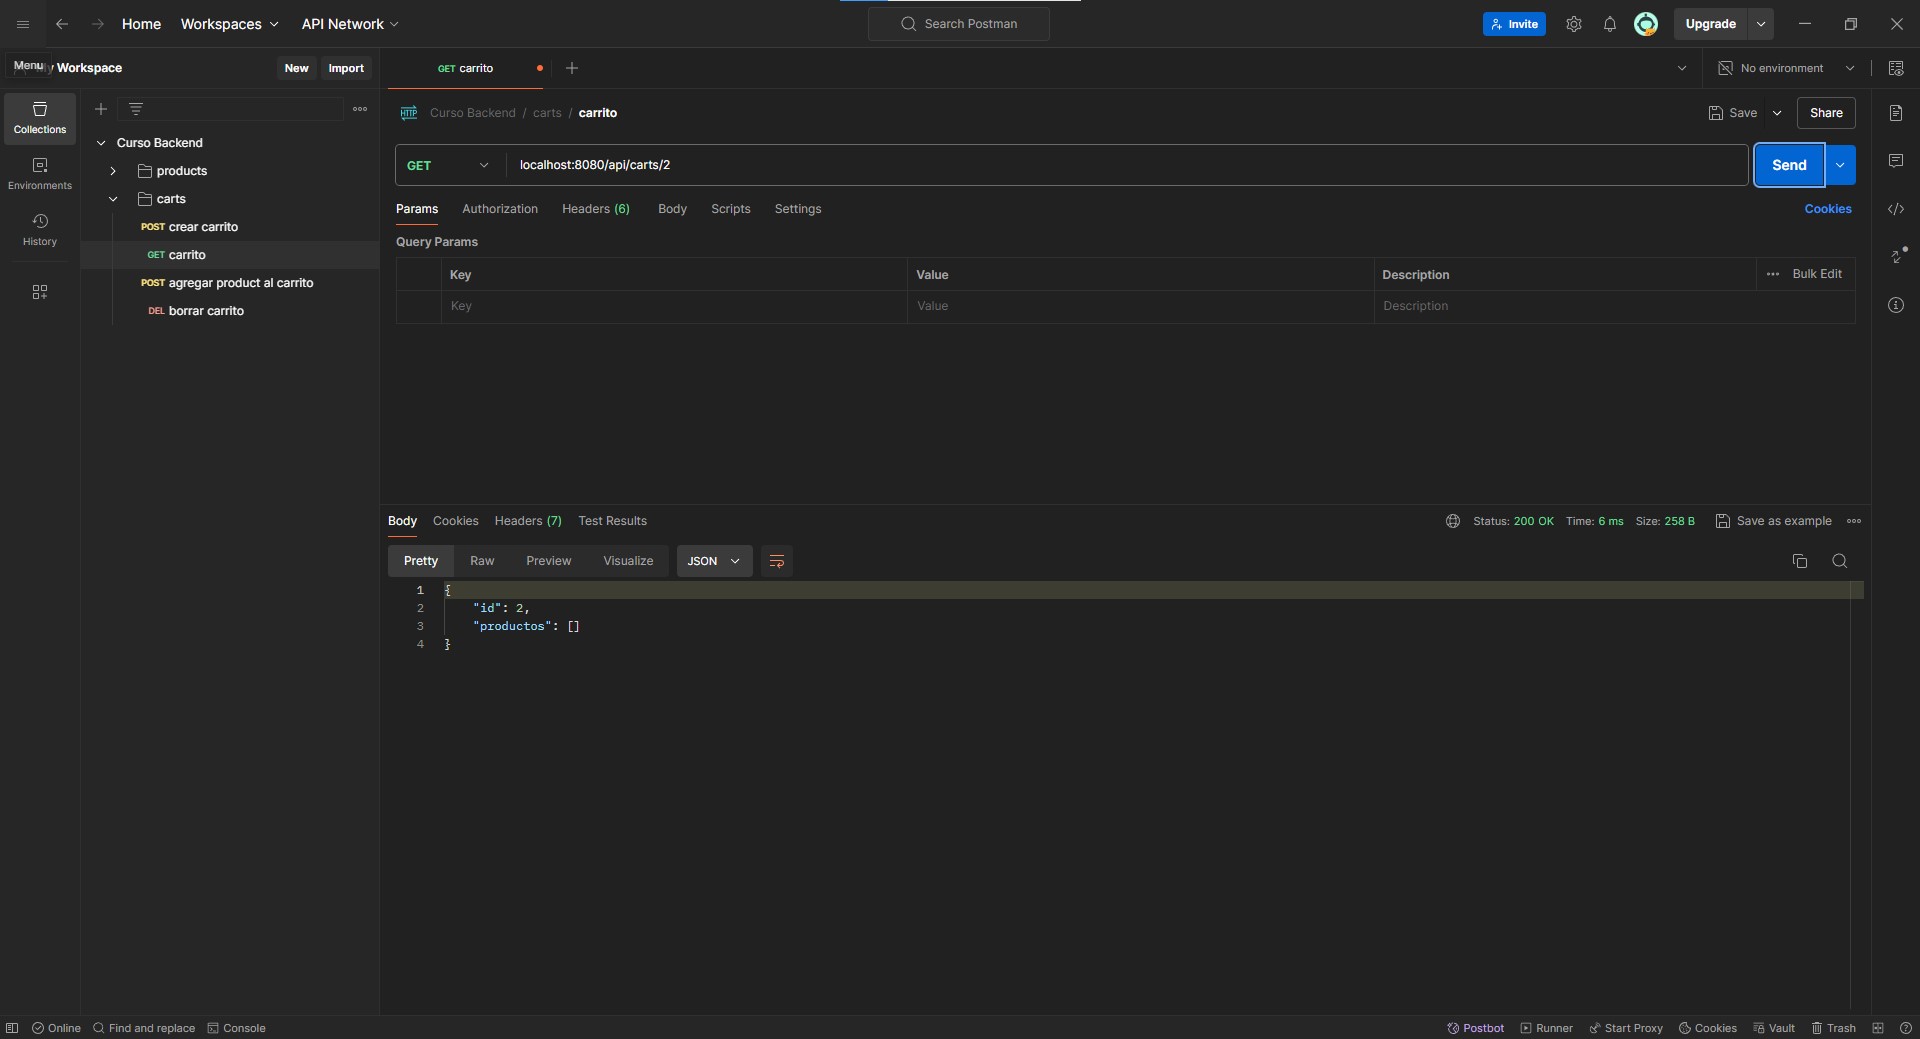 Home Workspaces API Network Search Postman Invite Upgrade
Menu Workspace New Import GET carrito No environment
Curso Backend / carts / carrito Save Share
Collections
Environments
History
Curso Backend
products
carts
POST crear carrito
GET carrito
POST agregar product al carrito
DEL borrar carrito
GET localhost:8080/api/carts/2 Send
Params Authorization Headers (6) Body Scripts Settings Cookies
Query Params
Key Value Description Bulk Edit
Key Value Description
Body Cookies Headers (7) Test Results Status: 200 OK Time: 6 ms Size: 258 B Save as example
Pretty Raw Preview Visualize JSON
1 {
2 "id": 2,
3 "productos": []
4 }
Online Find and replace Console Postbot Runner Start Proxy Cookies Vault Trash